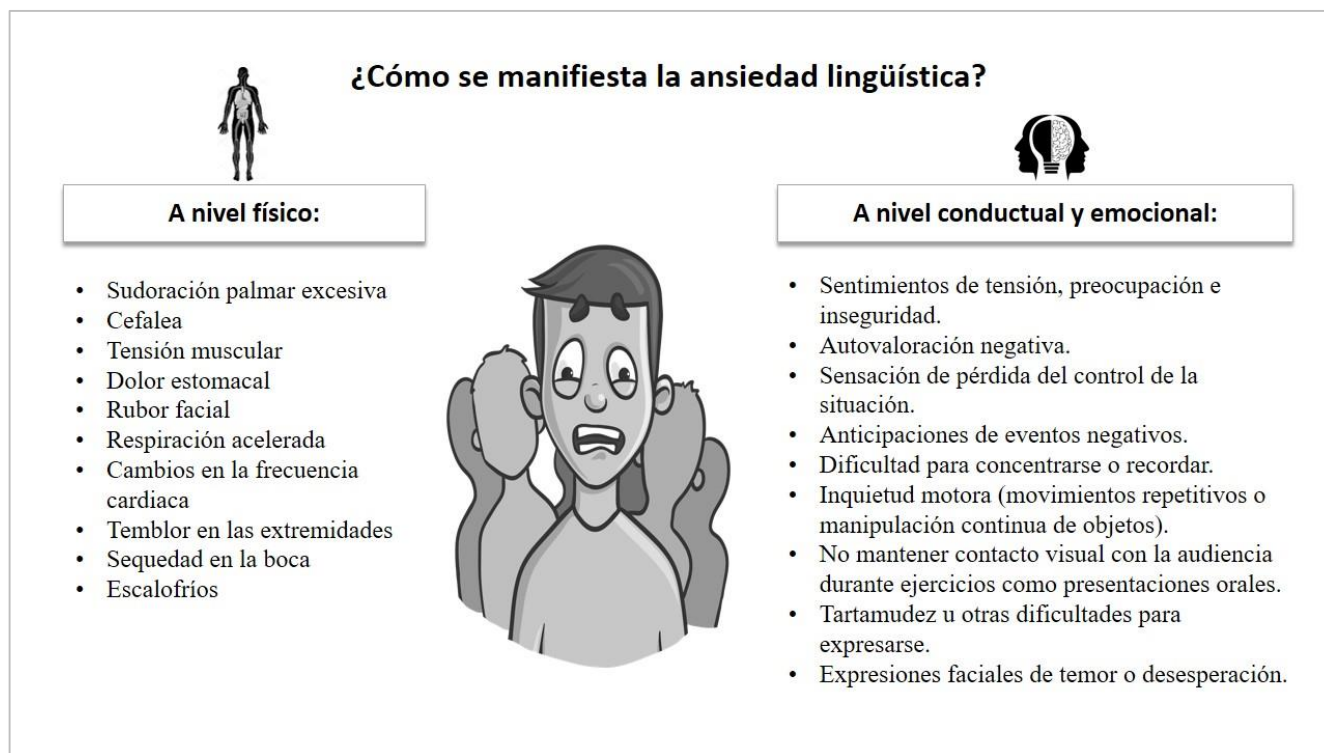 ¿Cómo se manifiesta la ansiedad lingüística?
A nivel físico:
• Sudoración palmar excesiva
• Cefalea
• Tensión muscular
• Dolor estomacal
• Rubor facial
• Respiración acelerada
• Cambios en la frecuencia
cardiaca
• Temblor en las extremidades
• Sequedad en la boca
• Escalofríos
A nivel conductual y emocional:
• Sentimientos de tensión, preocupación e
inseguridad.
• Autovaloración negativa.
• Sensación de pérdida del control de la
situación.
• Anticipaciones de eventos negativos.
• Dificultad para concentrarse o recordar.
• Inquietud motora (movimientos repetitivos o
manipulación continua de objetos).
• No mantener contacto visual con la audiencia
durante ejercicios como presentaciones orales.
• Tartamudez u otras dificultades para
expresarse.
• Expresiones faciales de temor o desesperación.